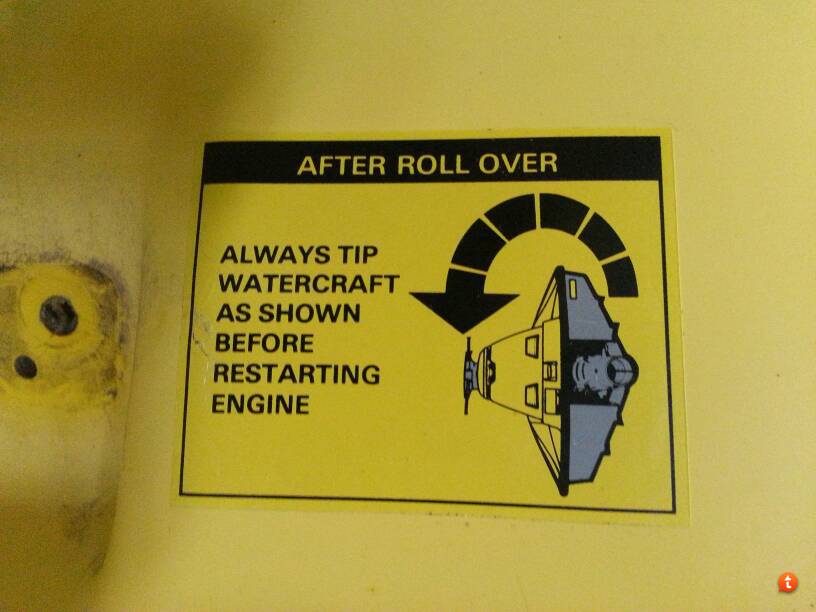 AFTER ROLL OVER
ALWAYS TIP
WATERCRAFT
AS SHOWN
BEFORE
RESTARTING
ENGINE
t